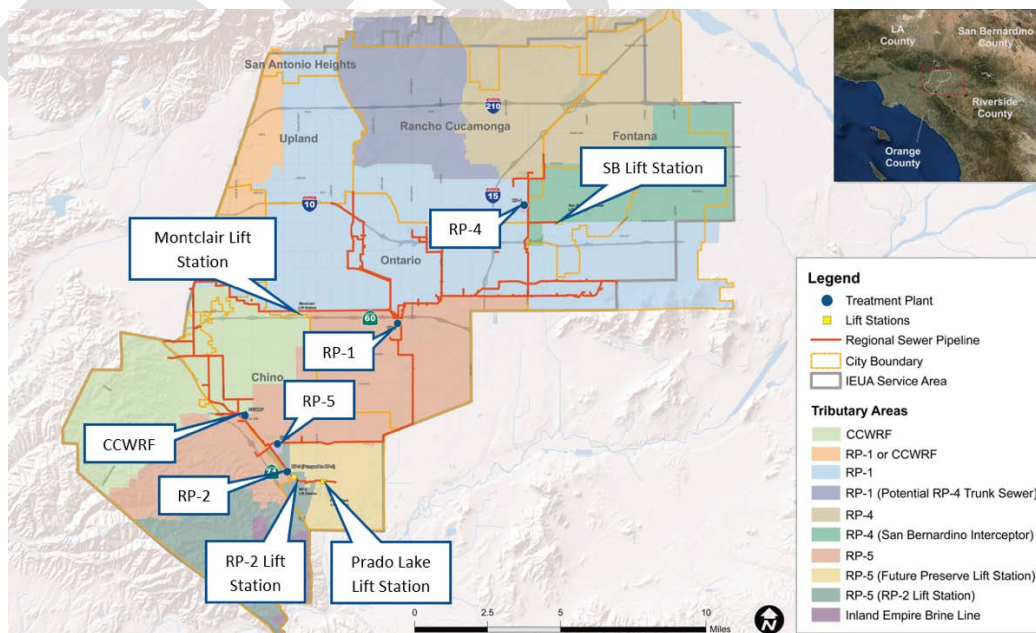 LA
County
San Bernardino
County
Riverside
County
Orange
County
San Antonio Heights
Upland
Rancho Cucamonga
Fontana
210
SB Lift Station
10
15
RP-4
Montclair Lift
Station
Ontario
Montclair
Lift Station
60
RP-1
Chino
RP-5
CCWRF
RP-2
RP-2 Lift
Station
Prado Lake
Lift Station
Legend
Treatment Plant
Lift Stations
Regional Sewer Pipeline
City Boundary
IEUA Service Area
Tributary Areas
CCWRF
RP-1 or CCWRF
RP-1
RP-1 (Potential RP-4 Trunk Sewer)
RP-4
RP-4 (San Bernardino Interceptor)
RP-5
RP-5 (Future Preserve Lift Station)
RP-5 (RP-2 Lift Station)
Inland Empire Brine Line
0 2.5 5 10
Miles
N